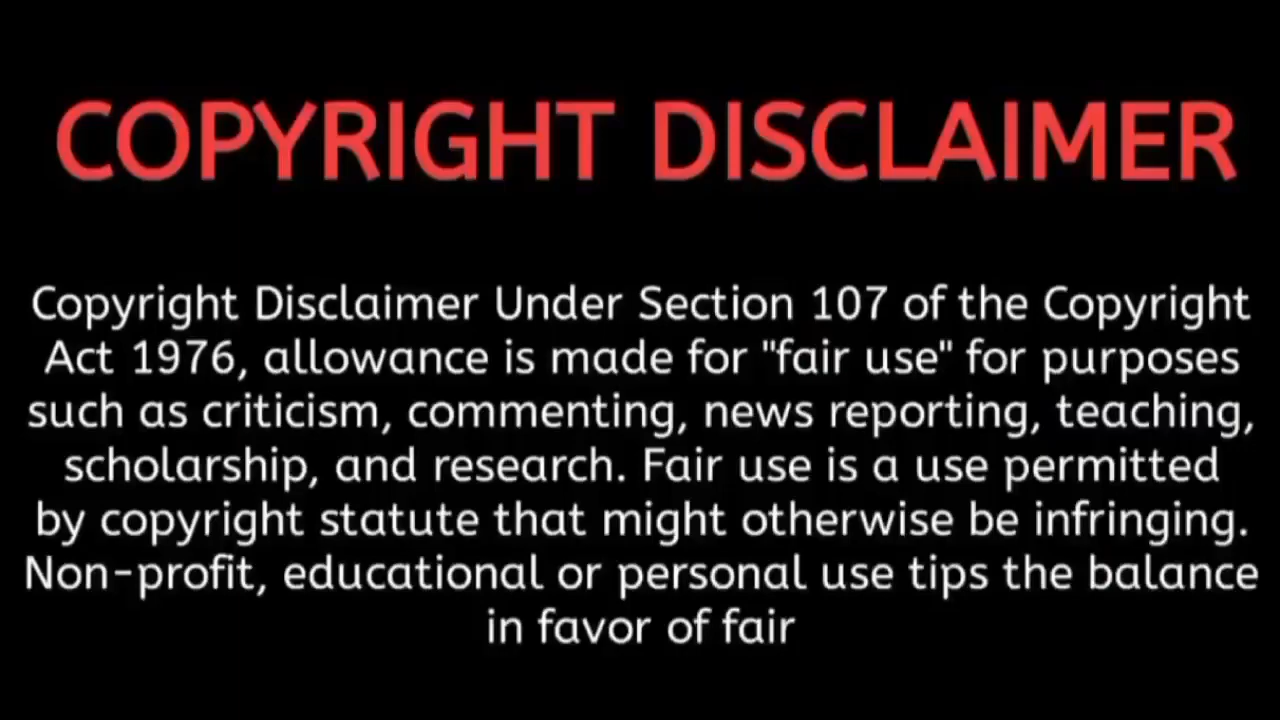 COPYRIGHT DISCLAIMER
Copyright Disclaimer Under Section 107 of the Copyright
Act 1976, allowance is made for "fair use" for purposes
such as criticism, commenting, news reporting, teaching,
scholarship, and research. Fair use is a use permitted
by copyright statute that might otherwise be infringing.
Non-profit, educational or personal use tips the balance
in favor of fair